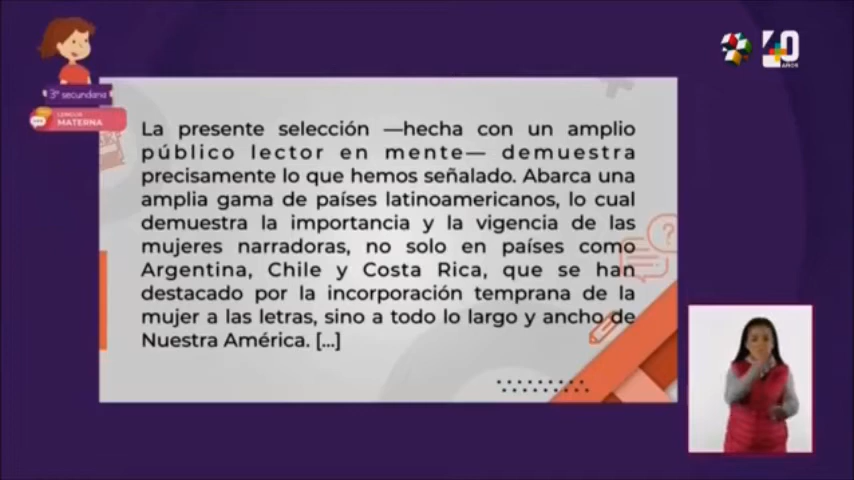 40
AÑOS
3° secundaria
LENGUA
MATERNA
La presente selección —hecha con un amplio
público lector en mente— demuestra
precisamente lo que hemos señalado. Abarca una
amplia gama de países latinoamericanos, lo cual
demuestra la importancia y la vigencia de las
mujeres narradoras, no solo en países como
Argentina, Chile y Costa Rica, que se han
destacado por la incorporación temprana de la
mujer a las letras, sino a todo lo largo y ancho de
Nuestra América. [...]